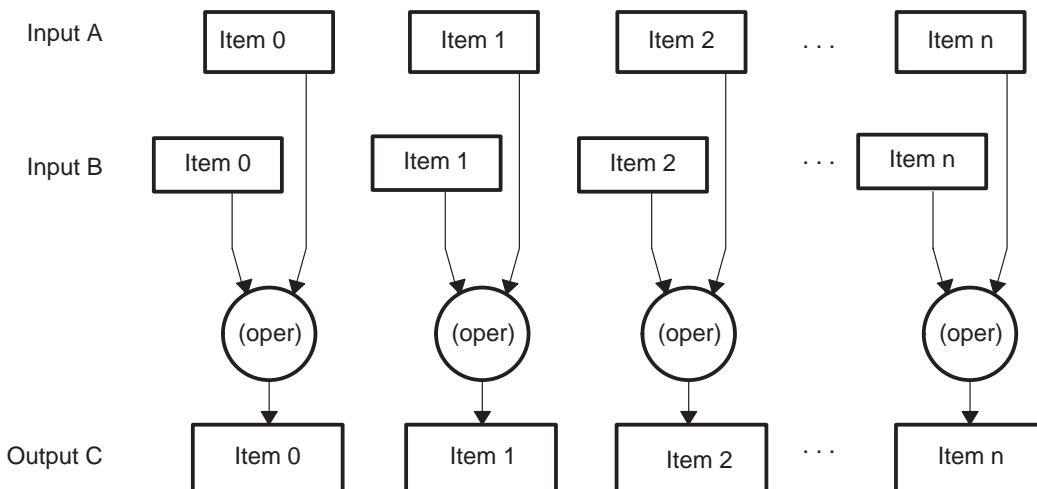 Input A Item 0 Item 1 Item 2 . . . Item n
Input B Item 0 Item 1 Item 2 . . . Item n
(oper) (oper) (oper) (oper)
Output C Item 0 Item 1 Item 2 . . . Item n